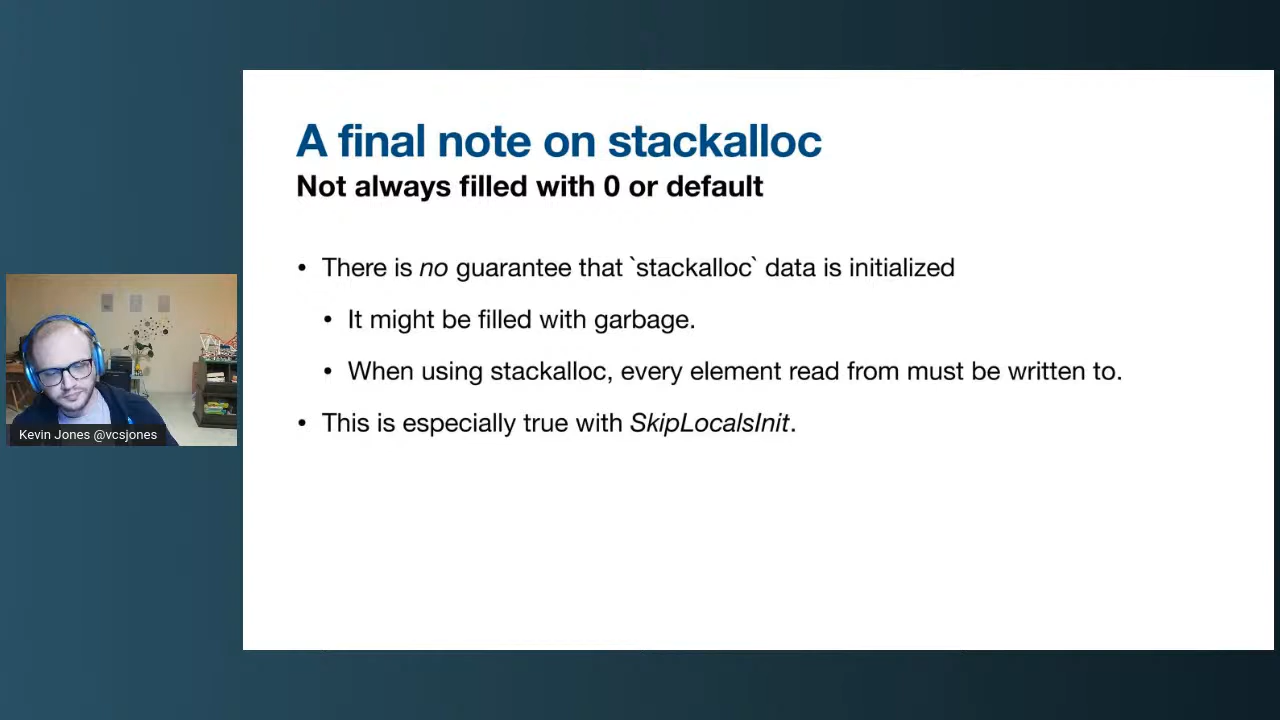 A final note on stackalloc
Not always filled with 0 or default
• There is no guarantee that `stackalloc` data is initialized
• It might be filled with garbage.
• When using stackalloc, every element read from must be written to.
• This is especially true with SkipLocalsInit.
Kevin Jones @vcsjones